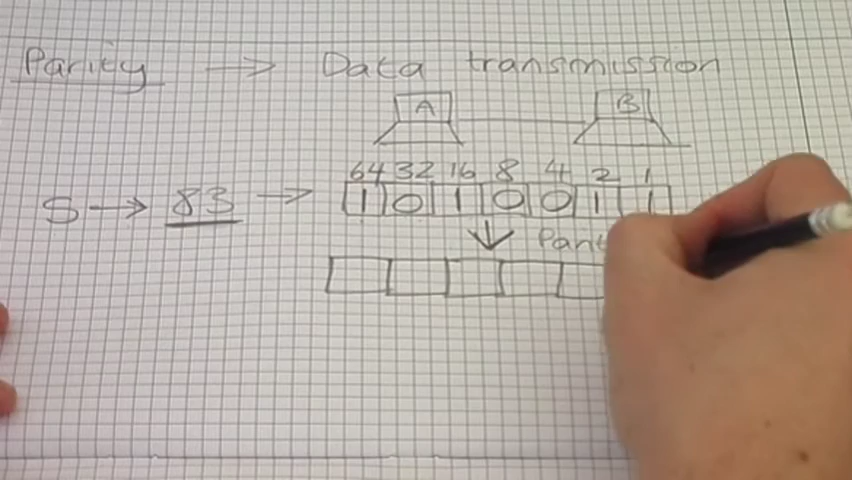 Parity → Data transmission
A B
64 32 16 8 4 2 1
S → 83 → 1 0 1 0 0 1 1